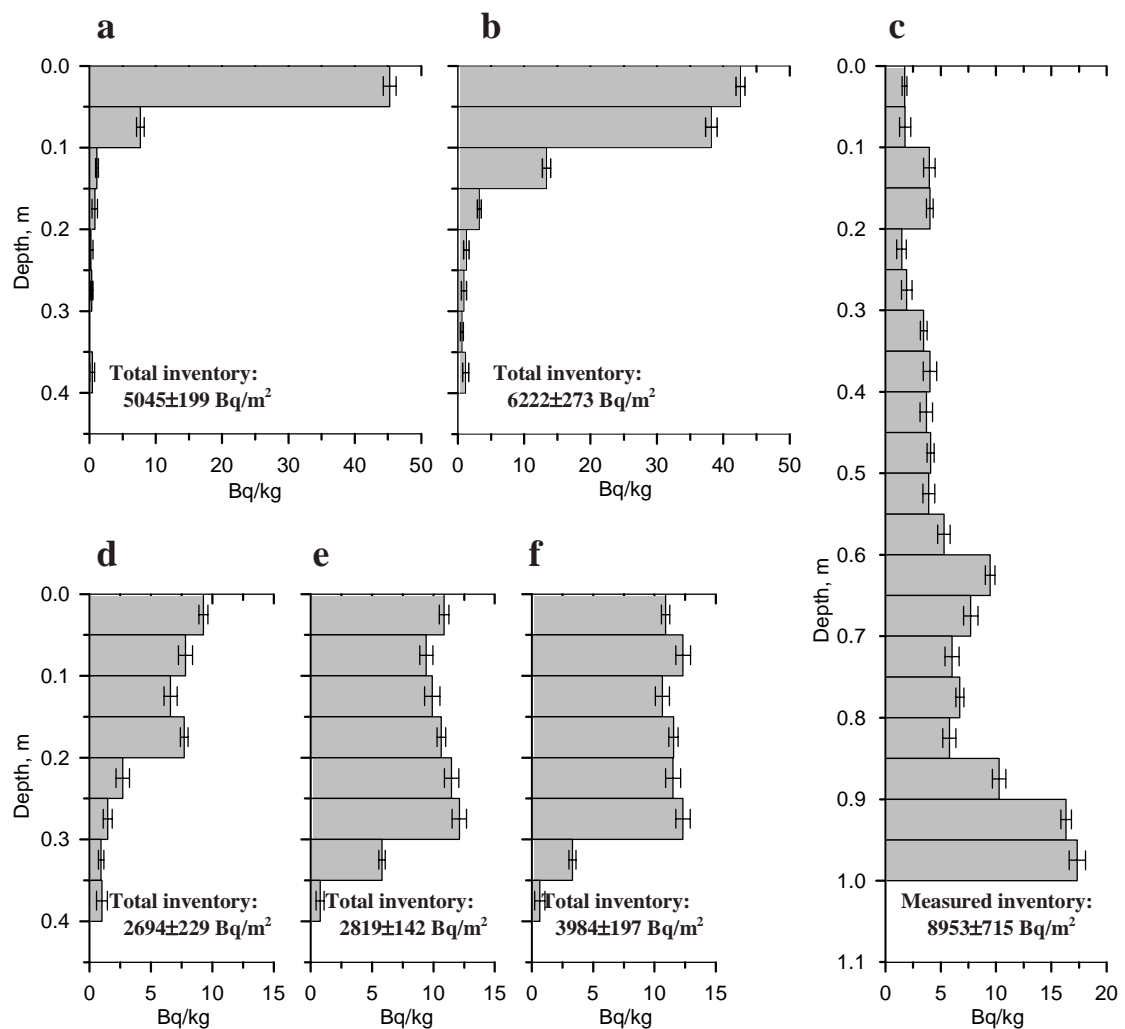 a
b
c
0.0
0.1
0.2
0.3
0.4
Depth, m
Total inventory:
5045±199 Bq/m²
0 10 20 30 40 50
Bq/kg
Total inventory:
6222±273 Bq/m²
0 10 20 30 40 50
Bq/kg
0.0
0.1
0.2
0.3
0.4
0.5
0.6
0.7
0.8
0.9
1.0
1.1
Depth, m
Measured inventory:
8953±715 Bq/m²
0 5 10 15 20
Bq/kg
d
e
f
0.0
0.1
0.2
0.3
0.4
Depth, m
Total inventory:
2694±229 Bq/m²
0 5 10 15
Bq/kg
Total inventory:
2819±142 Bq/m²
0 5 10 15
Bq/kg
Total inventory:
3984±197 Bq/m²
0 5 10 15
Bq/kg